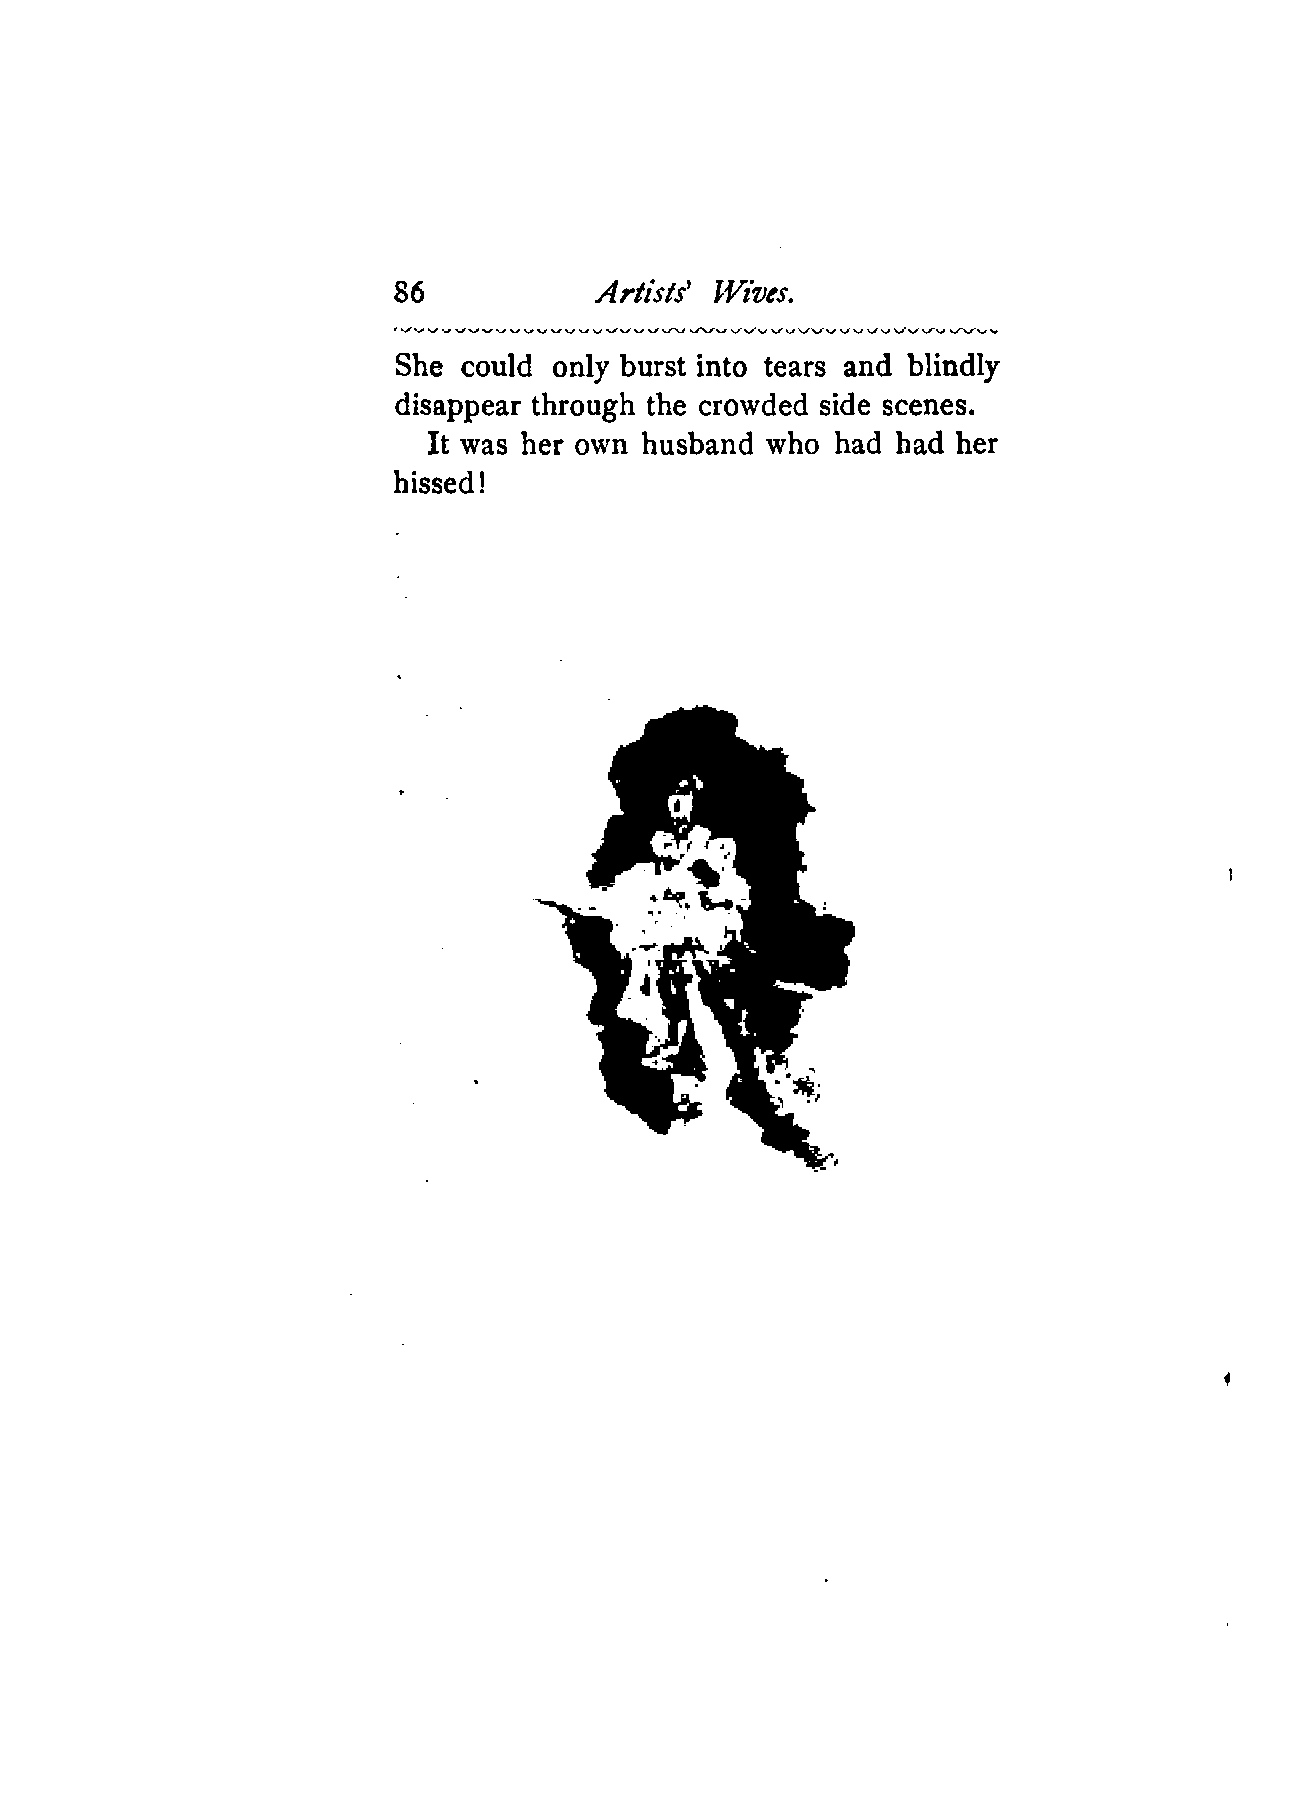 86 Artists' Wives.
She could only burst into tears and blindly
disappear through the crowded side scenes.
It was her own husband who had had her
hissed!